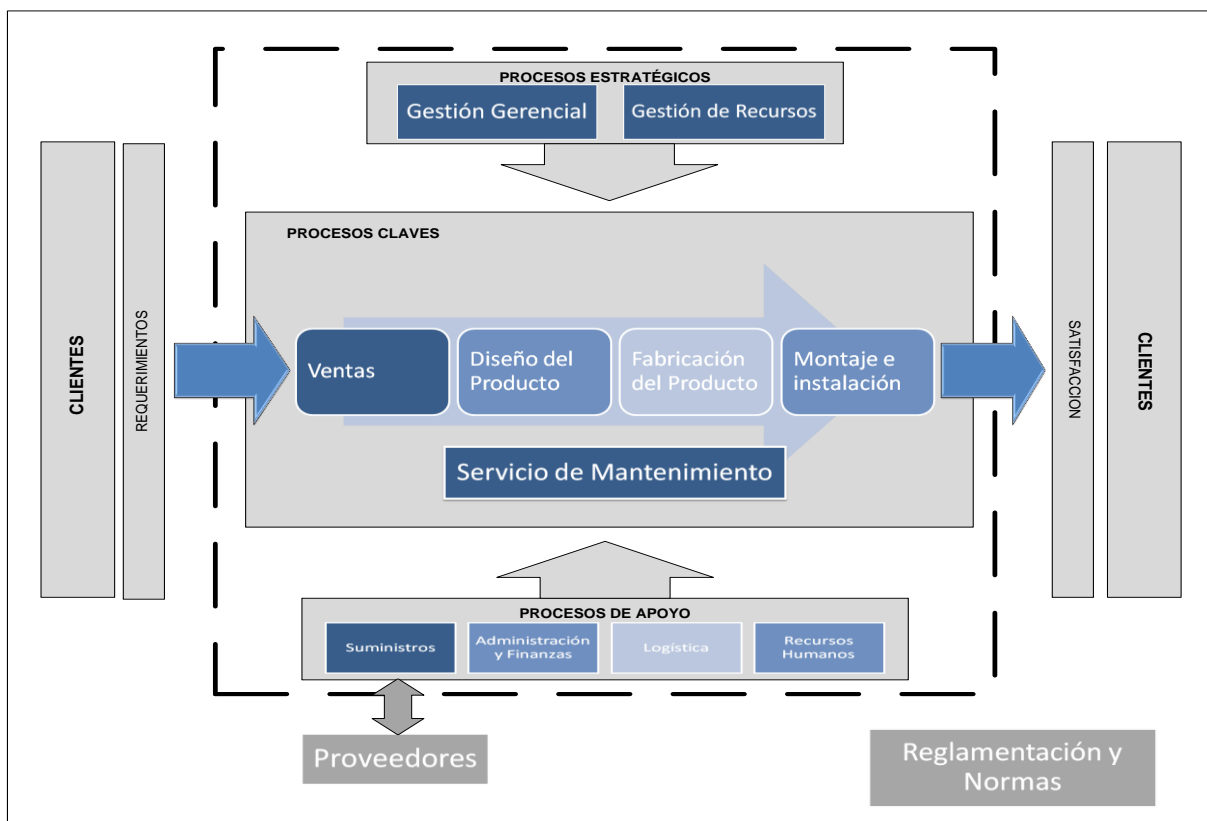 PROCESOS ESTRATÉGICOS
Gestión Gerencial
Gestión de Recursos
CLIENTES
REQUERIMIENTOS
PROCESOS CLAVES
Ventas
Diseño del
Producto
Fabricación
del Producto
Montaje e
instalación
Servicio de Mantenimiento
SATISFACCION
CLIENTES
PROCESOS DE APOYO
Suministros
Administración
y Finanzas
Logística
Recursos
Humanos
Proveedores
Reglamentación y
Normas